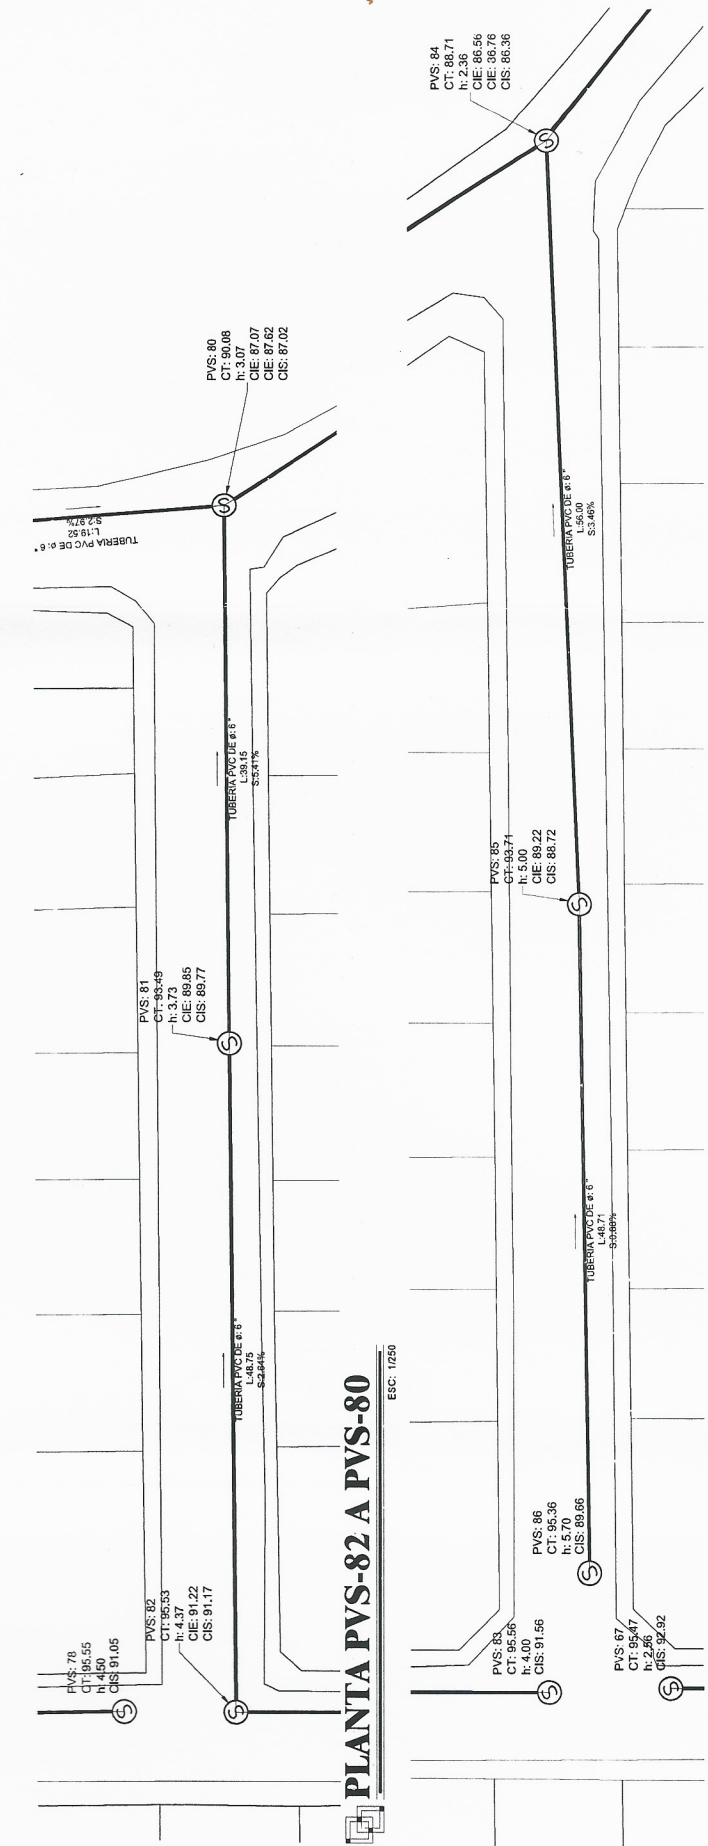 PVS: 84
CT: 88.71
h: 2.36
CIE: 86.56
CIE: 36.76
CIS: 86.36
PVS: 80
CT: 90.08
h: 3.07
CIE: 87.07
CIE: 87.62
CIS: 87.02
TUBERIA PVC DE ø: 6 "
L:19.52
S:2.97%
TUBERIA PVC DE ø: 6 "
L:56.00
S:3.46%
TUBERIA PVC DE ø: 6 "
L:39.15
S:5.41%
PVS: 85
CT: 93.71
h: 5.00
CIE: 89.22
CIS: 88.72
PVS: 81
CT: 93.49
h: 3.73
CIE: 89.85
CIS: 89.77
TUBERIA PVC DE ø: 6 "
L:48.71
S:0.88%
TUBERIA PVC DE ø: 6 "
L:48.75
S:2.64%
PVS: 86
CT: 95.36
h: 5.70
CIS: 89.66
PVS: 82
CT: 95.53
h: 4.37
CIE: 91.22
CIS: 91.17
PVS: 78
CT: 95.55
h: 4.50
CIS: 91.05
PVS: 83
CT: 95.56
h: 4.00
CIS: 91.56
PVS: 67
CT: 95.47
h: 2.56
CIS: 92.92
PLANTA PVS-82 A PVS-80
ESC: 1/250